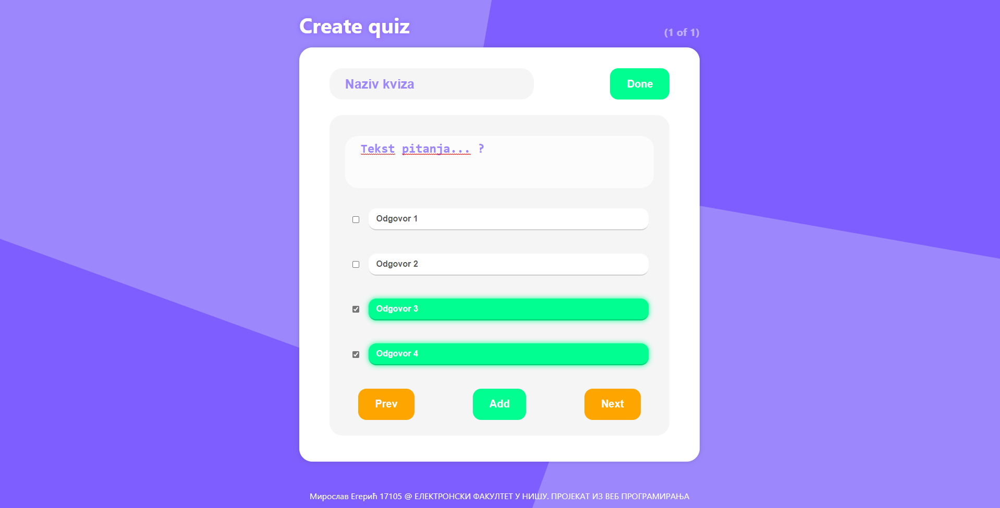 Create quiz
(1 of 1)
Naziv kviza
Done
Tekst pitanja... ?
Odgovor 1
Odgovor 2
Odgovor 3
Odgovor 4
Prev
Add
Next
Мирослав Егерић 17105 @ ЕЛЕКТРОНСКИ ФАКУЛТЕТ У НИШУ. ПРОЈЕКАТ ИЗ ВЕБ ПРОГРАМИРАЊА